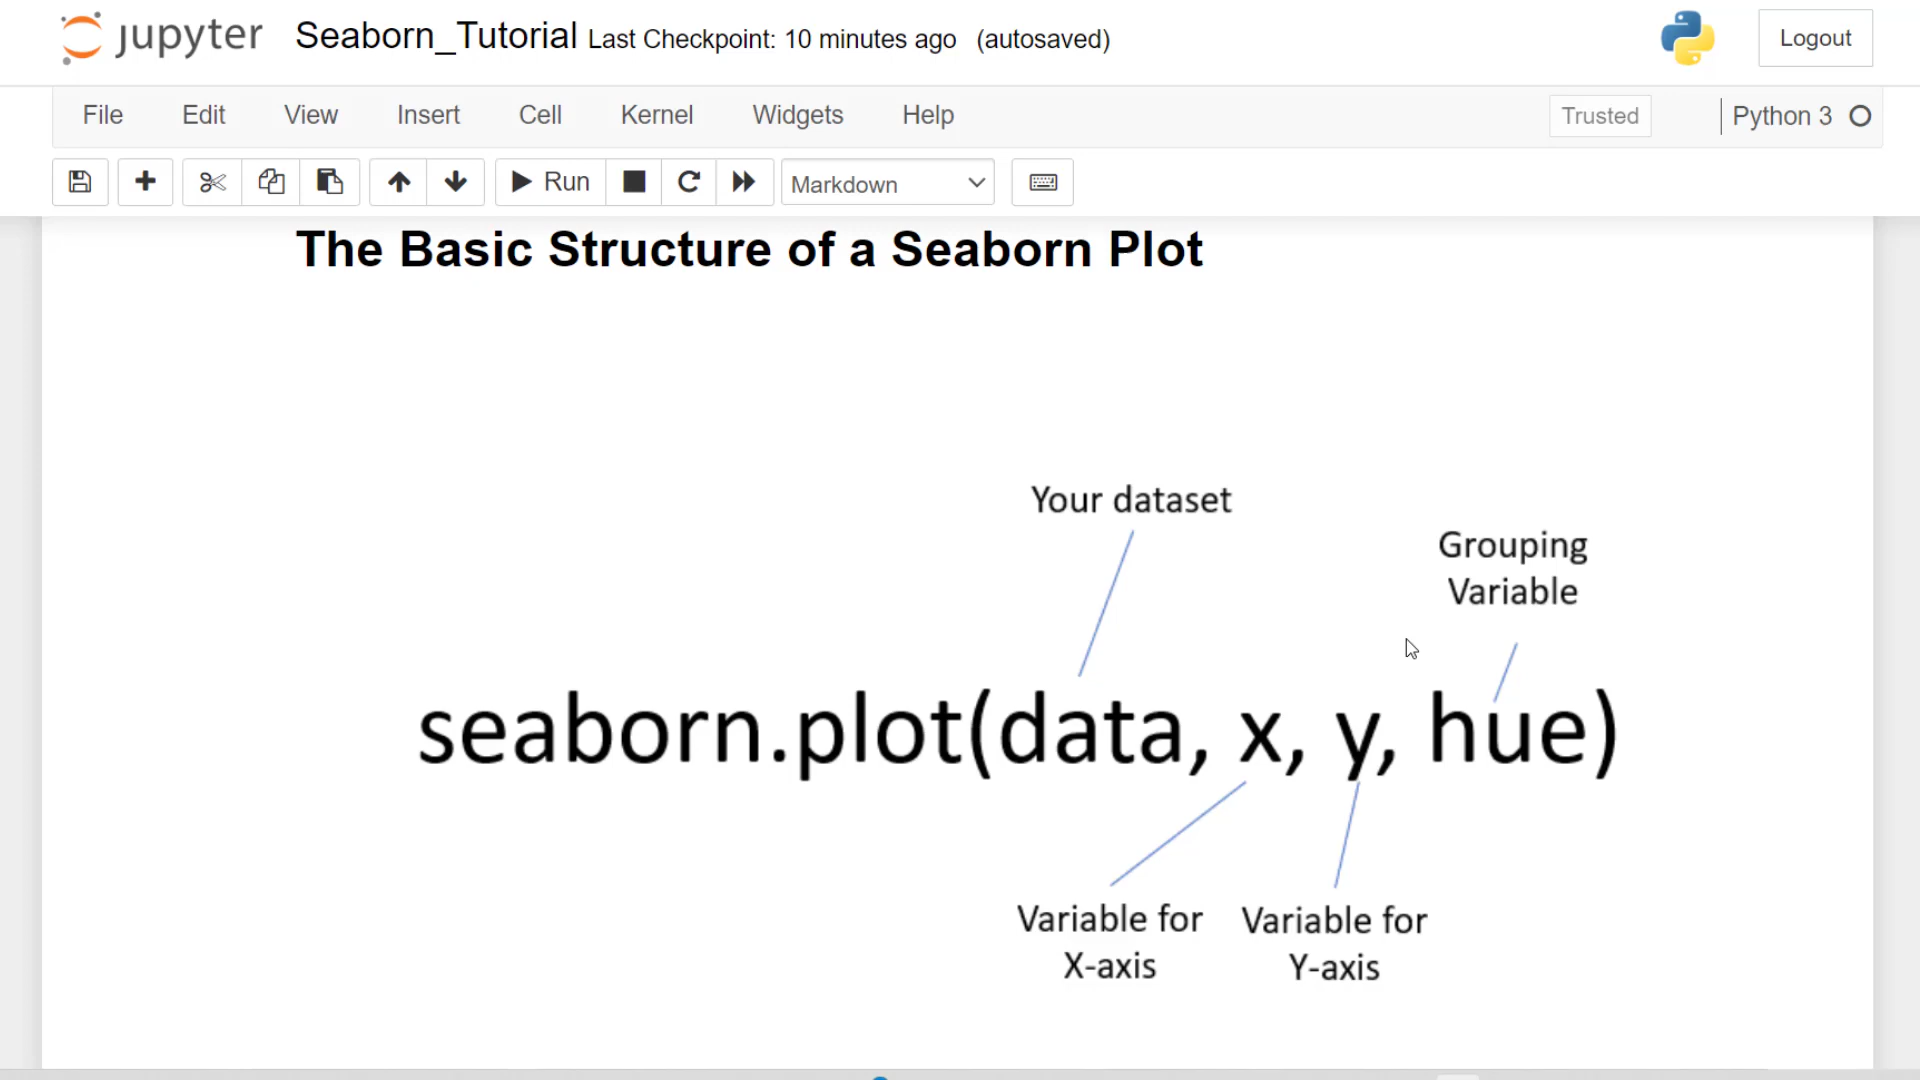 jupyter Seaborn_Tutorial Last Checkpoint: 10 minutes ago (autosaved)
Logout
File Edit View Insert Cell Kernel Widgets Help
Trusted
Python 3
Run
Markdown
The Basic Structure of a Seaborn Plot
Your dataset
Grouping
Variable
seaborn.plot(data, x, y, hue)
Variable for
X-axis
Variable for
Y-axis